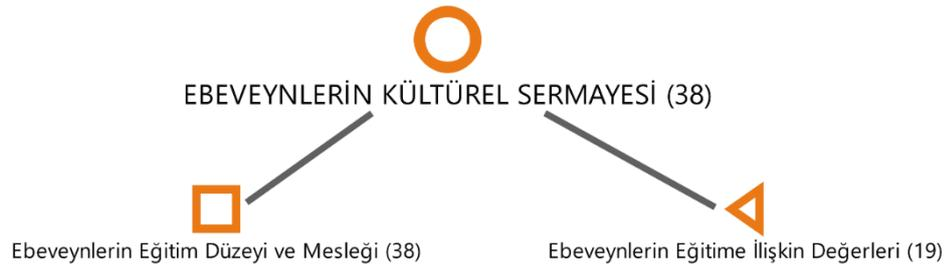 EBEVEYNLERİN KÜLTÜREL SERMAYESİ (38)
Ebeveynlerin Eğitim Düzeyi ve Mesleği (38)
Ebeveynlerin Eğitime İlişkin Değerleri (19)